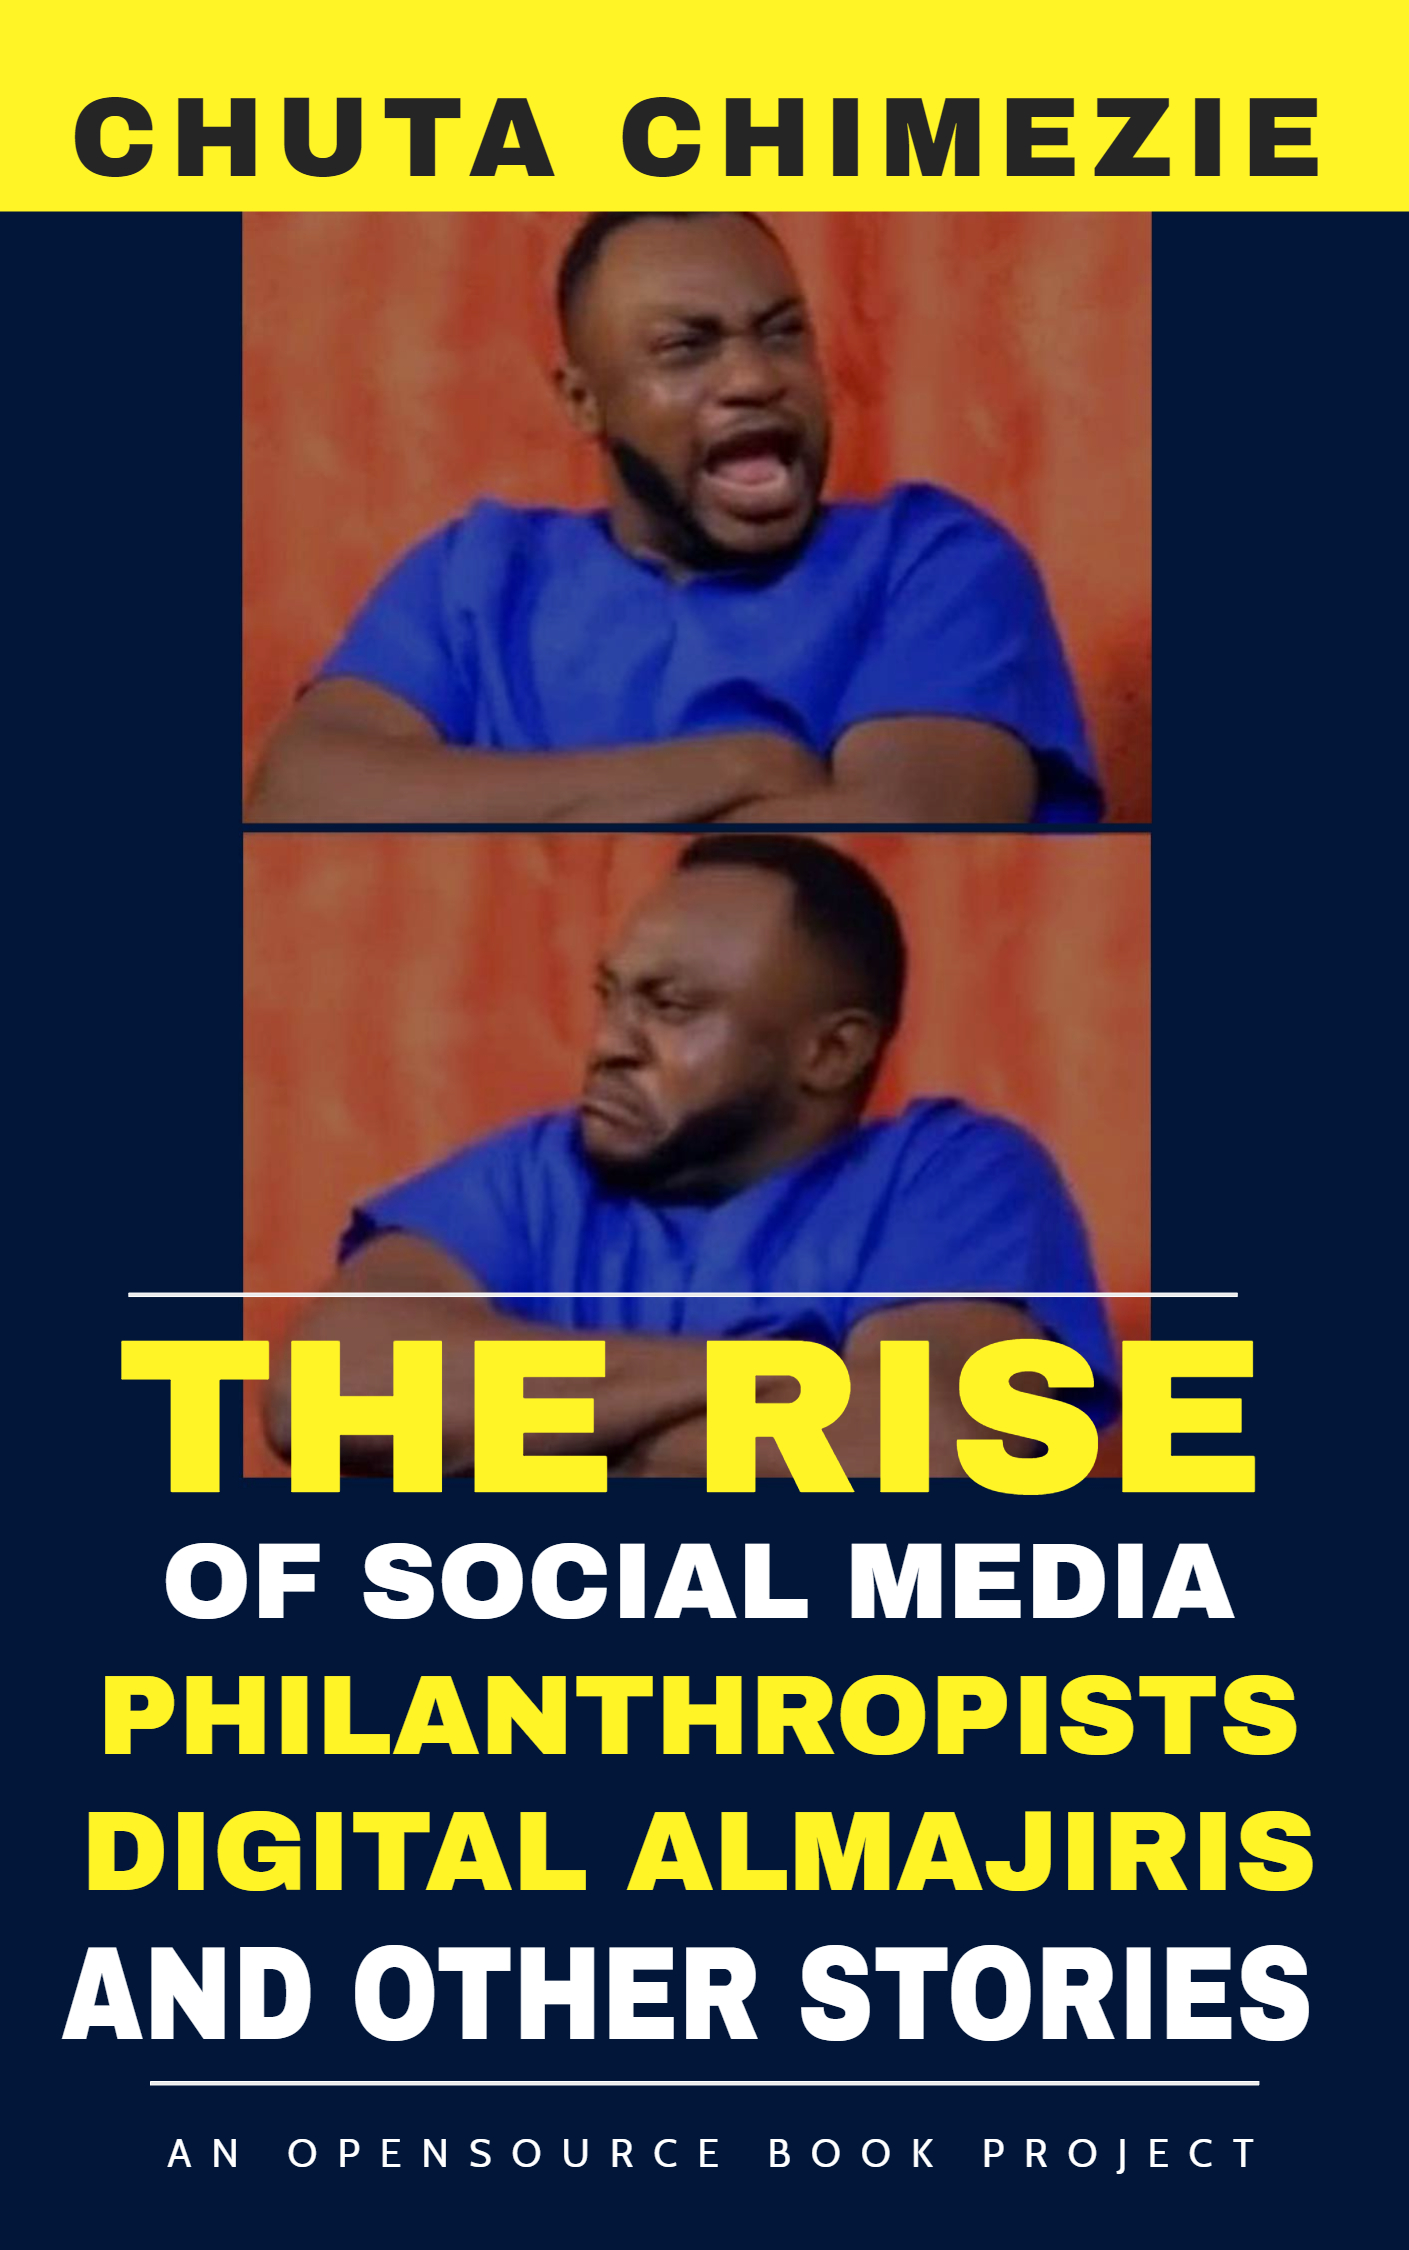 CHUTA CHIMEZIE
THE RISE
OF SOCIAL MEDIA
PHILANTHROPISTS
DIGITAL ALMAJIRIS
AND OTHER STORIES
AN OPENSOURCE BOOK PROJECT